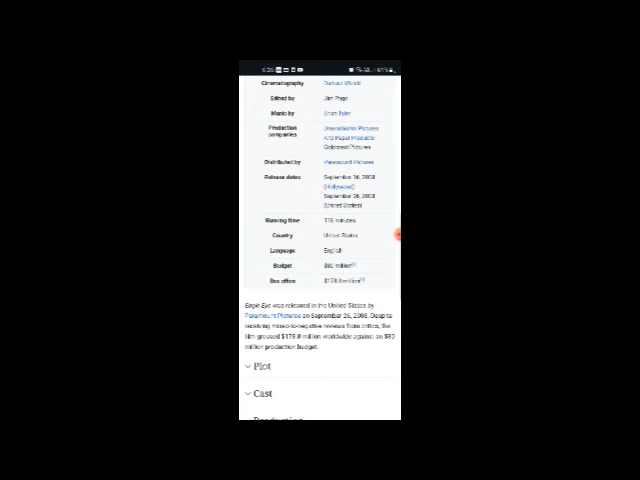 Cinematography
Edited by Jim Page
Music by Brian Tyler
Production DreamWorks Pictures
companies
Goldcrest Pictures
Distributed by Paramount Pictures
Release dates September 16, 2008
(Hollywood)
September 26, 2008
(United States)
Running time minutes
Country United States
Language English
Budget $80 million
Box office million
Eagle Eye was released in the United States by
Paramount Pictures on September 26, 2008. Despite
receiving mixed-to-negative reviews from critics, the
film grossed $178.8 million worldwide against an $80
million production budget.
Plot
Cast
Production